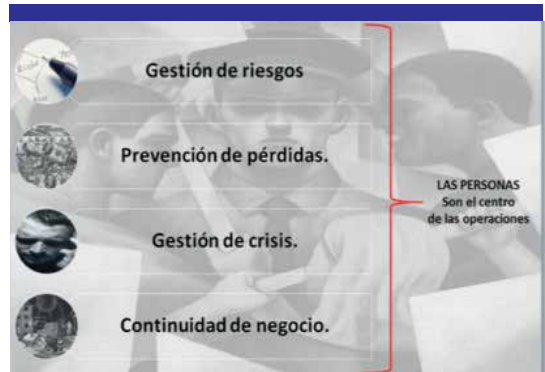 Gestión de riesgos
Prevención de pérdidas.
Gestión de crisis.
Continuidad de negocio.
LAS PERSONAS
Son el centro
de las operaciones